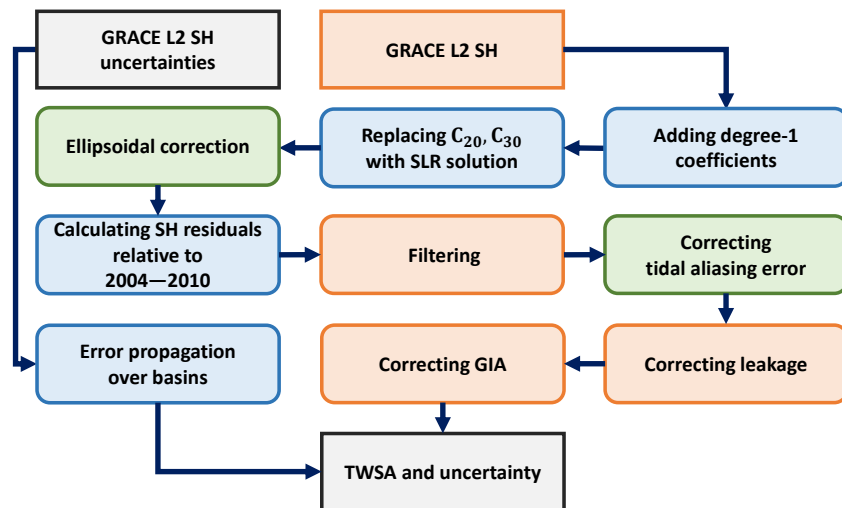 GRACE L2 SH
uncertainties
GRACE L2 SH
Ellipsoidal correction
Replacing C₂₀, C₃₀
with SLR solution
Adding degree-1
coefficients
Calculating SH residuals
relative to
2004—2010
Filtering
Correcting
tidal aliasing error
Error propagation
over basins
Correcting GIA
Correcting leakage
TWSA and uncertainty